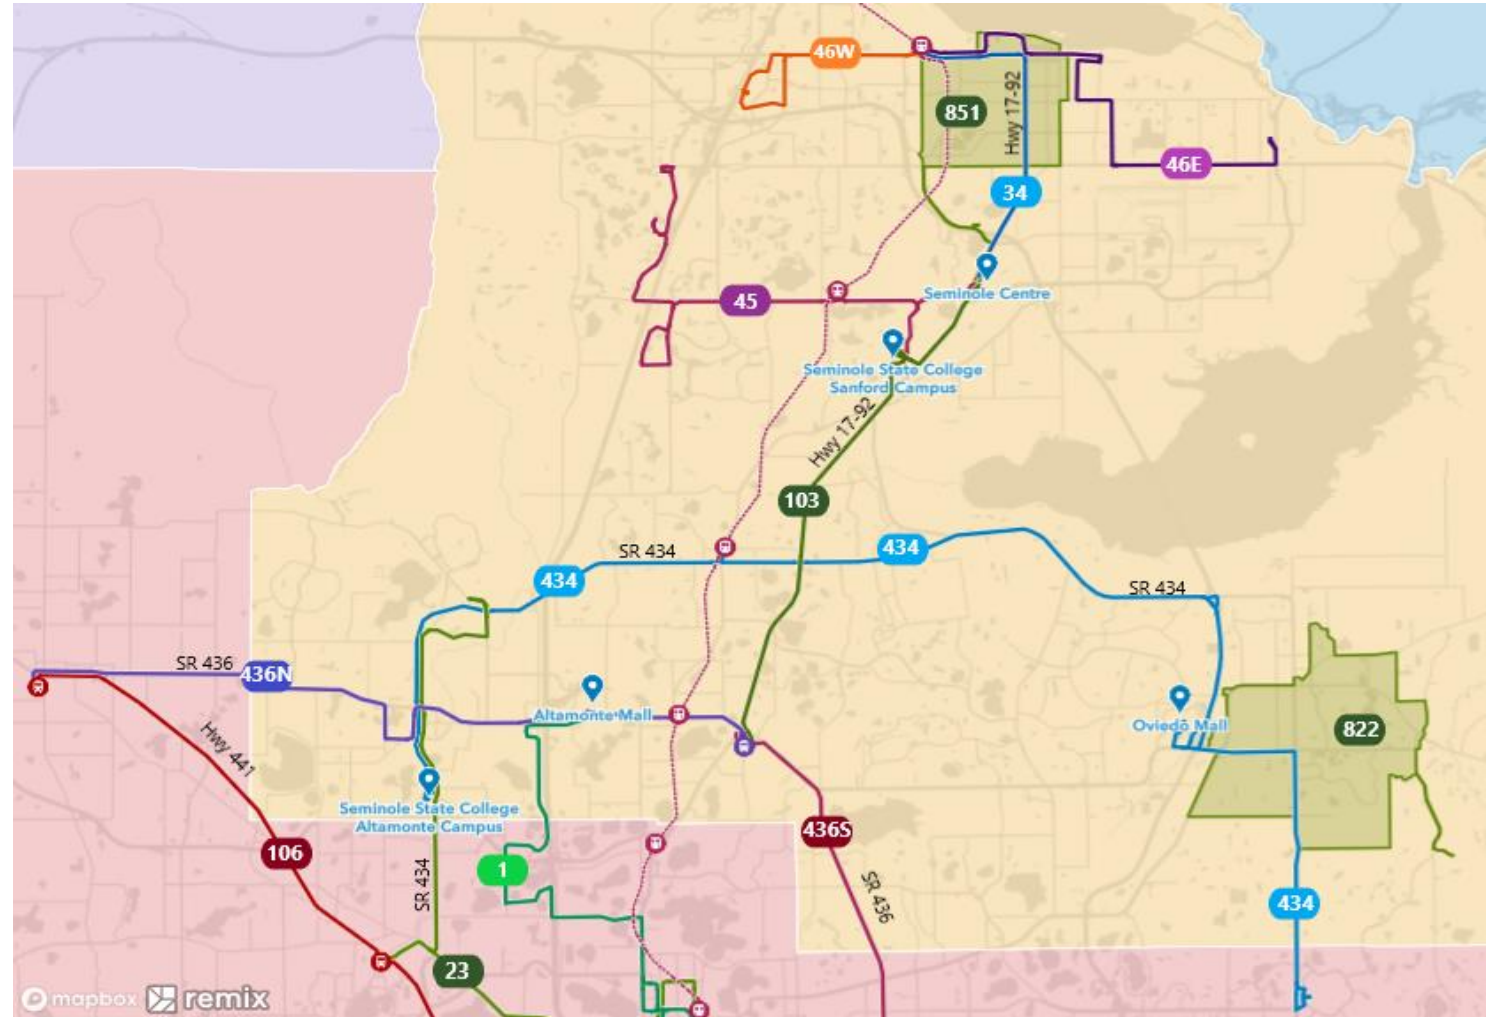 46W
851
Hwy 17-92
46E
34
Seminole Centre
45
Seminole State College
Sanford Campus
Hwy 17-92
103
SR 434
434
434
SR 434
SR 436
436N
Altamonte Mall
Oviedo Mall
822
Hwy 441
Seminole State College
Altamonte Campus
436S
106
1
SR 434
SR 436
434
23
mapbox remix